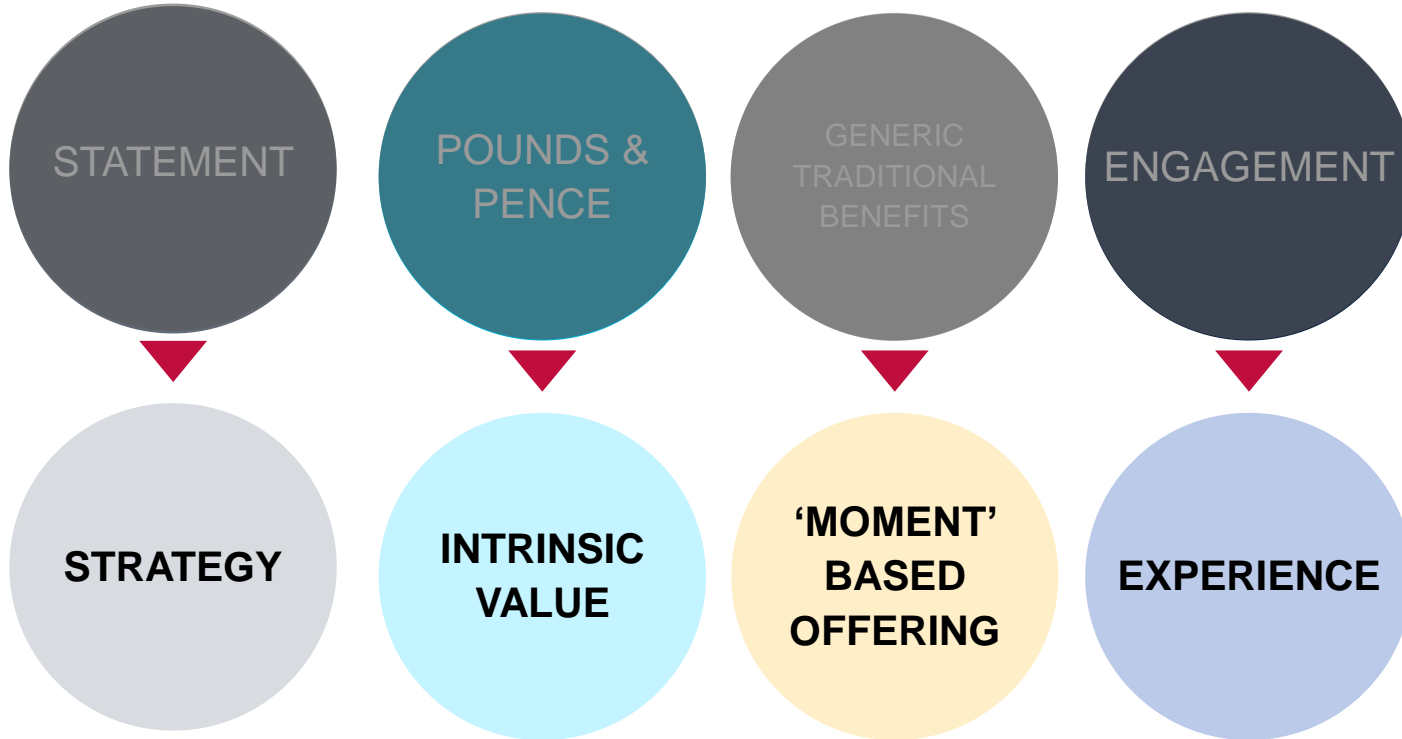 STATEMENT
POUNDS &
PENCE
GENERIC
TRADITIONAL
BENEFITS
ENGAGEMENT
STRATEGY
INTRINSIC
VALUE
‘MOMENT’
BASED
OFFERING
EXPERIENCE